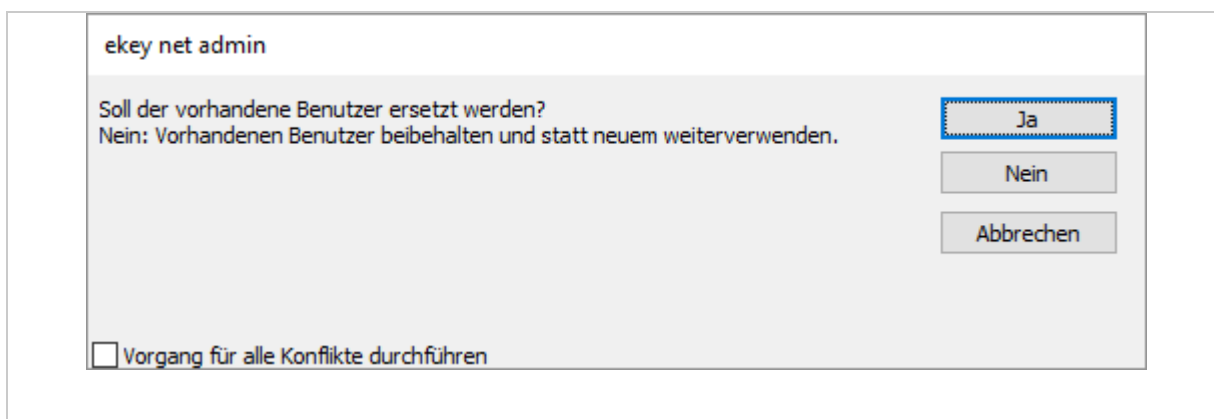 ekey net admin
Soll der vorhandene Benutzer ersetzt werden?
Nein: Vorhandenen Benutzer beibehalten und statt neuem weiterverwenden.
Ja
Nein
Abbrechen
Vorgang für alle Konflikte durchführen